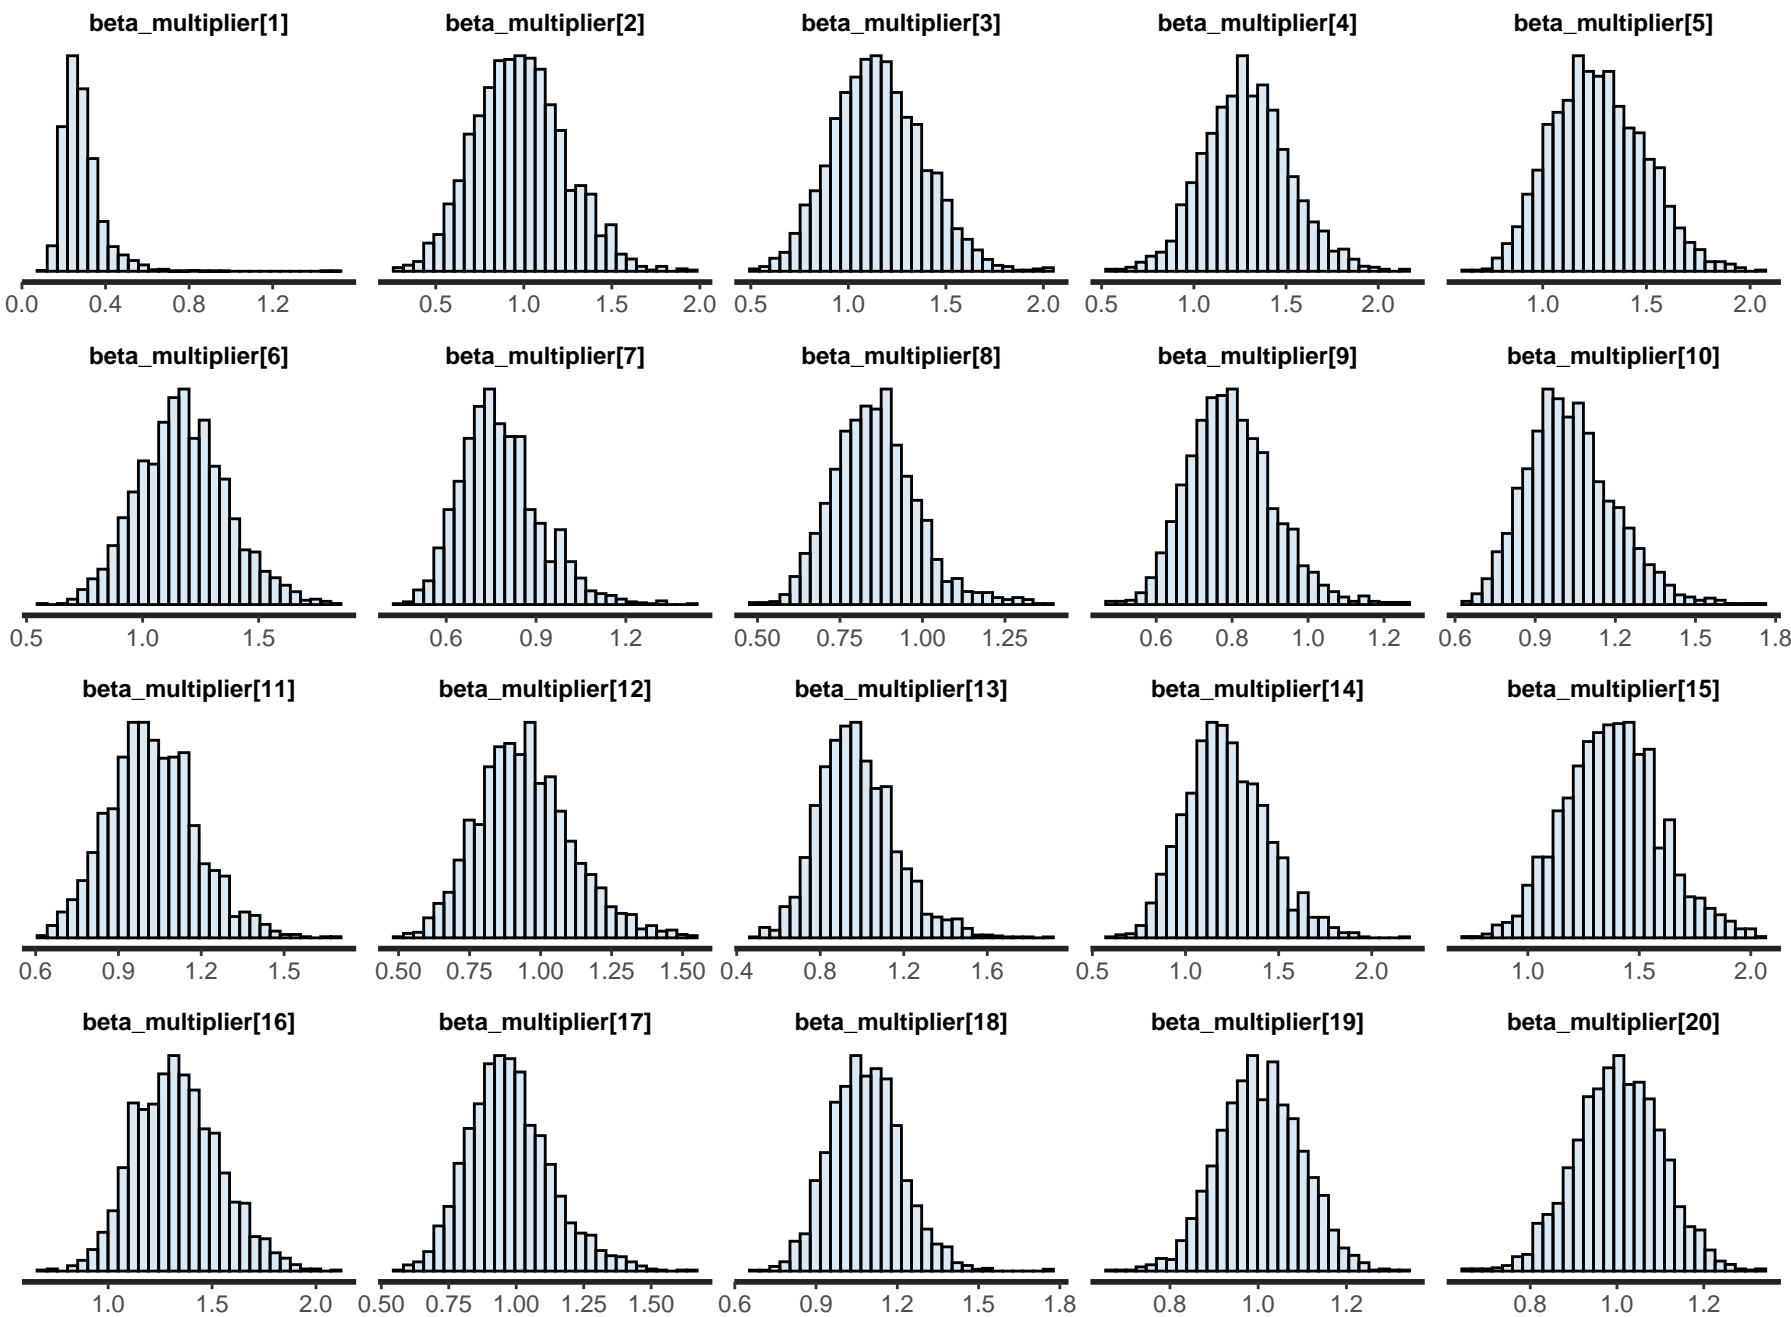 beta_multiplier[1] beta_multiplier[2] beta_multiplier[3] beta_multiplier[4] beta_multiplier[5]
0.0 0.4 0.8 1.2 0.5 1.0 1.5 2.0 0.5 1.0 1.5 2.0 0.5 1.0 1.5 2.0 1.0 1.5 2.0
beta_multiplier[6] beta_multiplier[7] beta_multiplier[8] beta_multiplier[9] beta_multiplier[10]
0.5 1.0 1.5 0.6 0.9 1.2 0.50 0.75 1.00 1.25 0.6 0.8 1.0 1.2 0.6 0.9 1.2 1.5 1.8
beta_multiplier[11] beta_multiplier[12] beta_multiplier[13] beta_multiplier[14] beta_multiplier[15]
0.6 0.9 1.2 1.5 0.50 0.75 1.00 1.25 1.50 0.4 0.8 1.2 1.6 0.5 1.0 1.5 2.0 1.0 1.5 2.0
beta_multiplier[16] beta_multiplier[17] beta_multiplier[18] beta_multiplier[19] beta_multiplier[20]
1.0 1.5 2.0 0.50 0.75 1.00 1.25 1.50 0.6 0.9 1.2 1.5 1.8 0.8 1.0 1.2 0.8 1.0 1.2